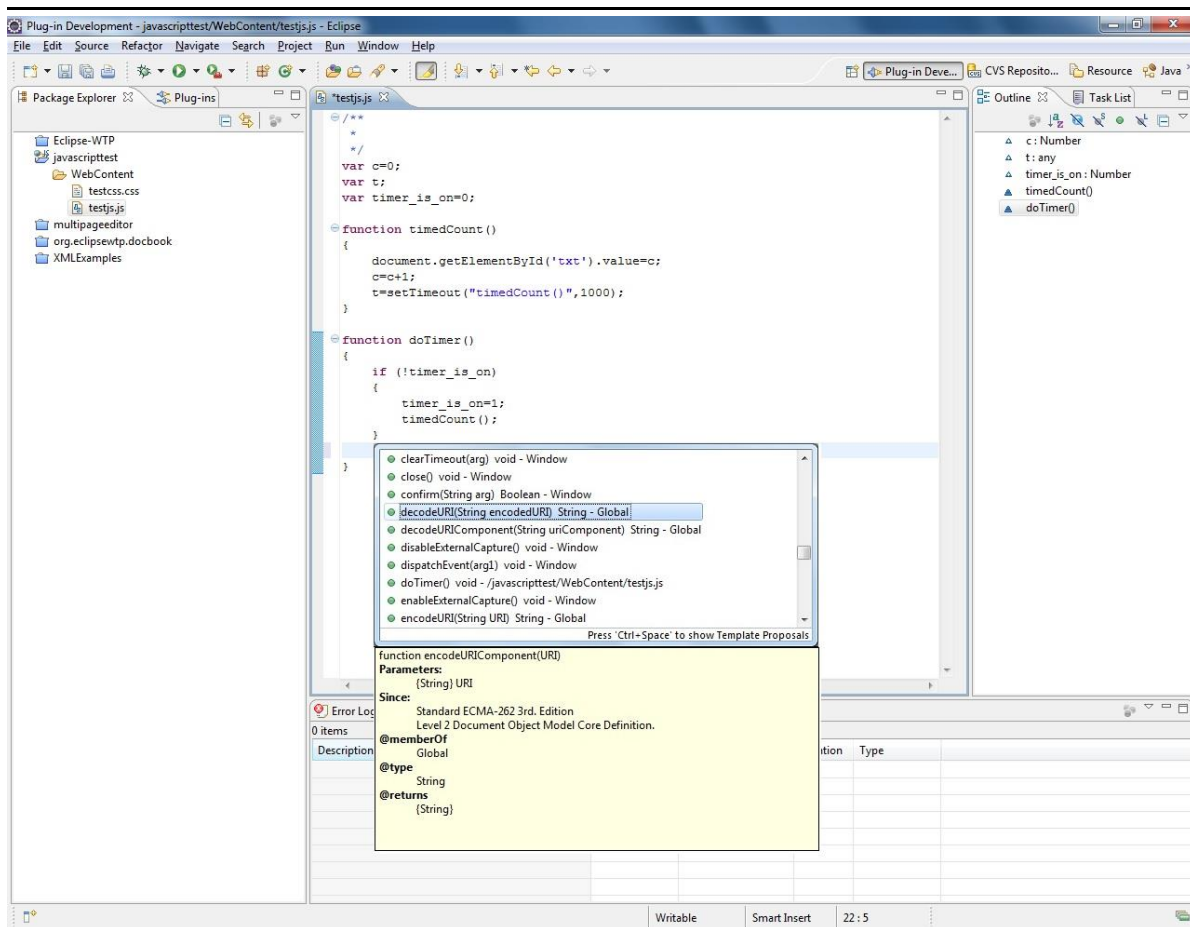 Plug-in Development - javascripttest/WebContent/testjs.js - Eclipse
File Edit Source Refactor Navigate Search Project Run Window Help
Plug-in Deve... CVS Reposito... Resource Java
Package Explorer Plug-ins
Eclipse-WTP
javascripttest
WebContent
testcss.css
testjs.js
multipageeditor
org.eclipsewtp.docbook
XMLExamples
*testjs.js
/**
*
*/
var c=0;
var t;
var timer_is_on=0;
function timedCount()
{
document.getElementById('txt').value=c;
c=c+1;
t=setTimeout("timedCount()",1000);
}
function doTimer()
{
if (!timer_is_on)
{
timer_is_on=1;
timedCount();
}
}
clearTimeout(arg) void - Window
close() void - Window
confirm(String arg) Boolean - Window
decodeURI(String encodedURI) String - Global
decodeURIComponent(String uriComponent) String - Global
disableExternalCapture() void - Window
dispatchEvent(arg1) void - Window
doTimer() void - /javascripttest/WebContent/testjs.js
enableExternalCapture() void - Window
encodeURI(String URI) String - Global
Press 'Ctrl+Space' to show Template Proposals
function encodeURIComponent(URI)
Parameters:
{String} URI
Since:
Standard ECMA-262 3rd. Edition
Level 2 Document Object Model Core Definition.
@memberOf
Global
@type
String
@returns
{String}
Outline Task List
c : Number
t : any
timer_is_on : Number
timedCount()
doTimer()
Error Log
0 items
Description ation Type
Writable Smart Insert 22 : 5